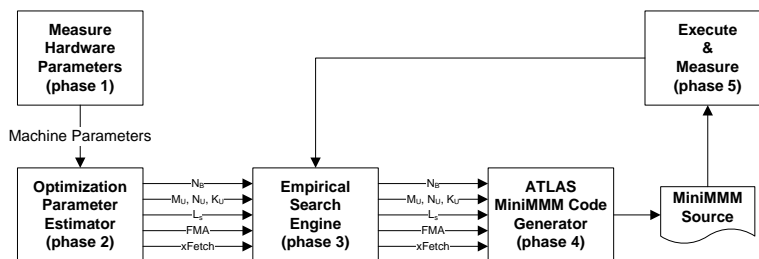 Measure
Hardware
Parameters
(phase 1)
Execute
&
Measure
(phase 5)
Machine Parameters
Optimization
Parameter
Estimator
(phase 2)
NB
MU, NU, KU
Ls
FMA
xFetch
Empirical
Search
Engine
(phase 3)
NB
MU, NU, KU
Ls
FMA
xFetch
ATLAS
MiniMMM Code
Generator
(phase 4)
MiniMMM
Source